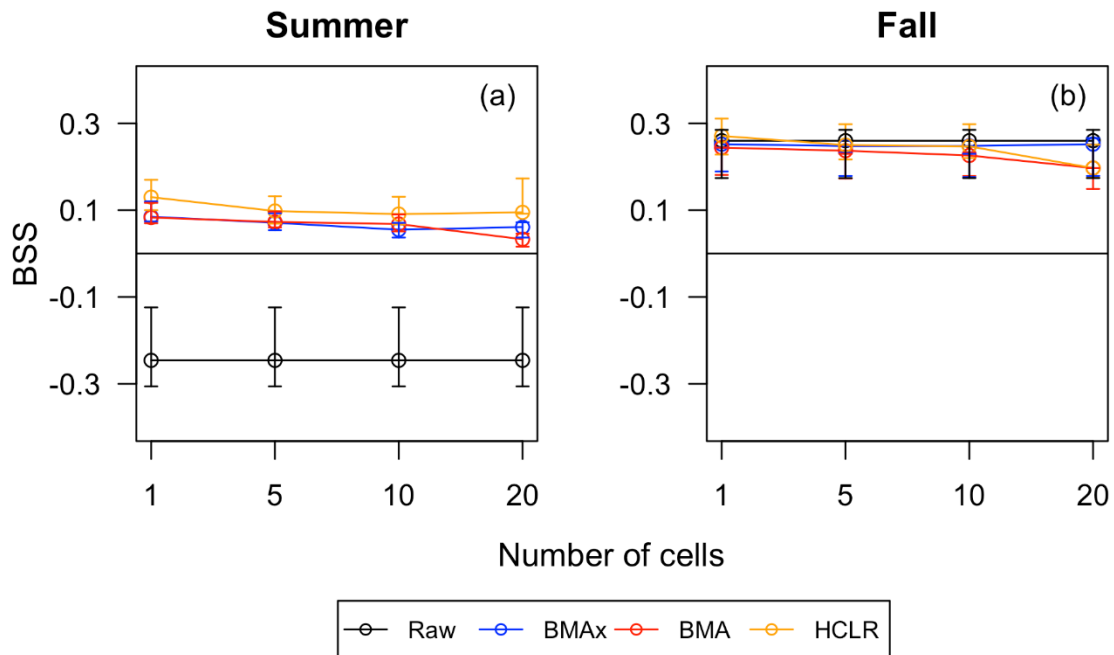 Summer Fall
(a) (b)
BSS
0.3
0.1
-0.1
-0.3
0.3
0.1
-0.1
-0.3
1 5 10 20
1 5 10 20
Number of cells
Raw BMAx BMA HCLR